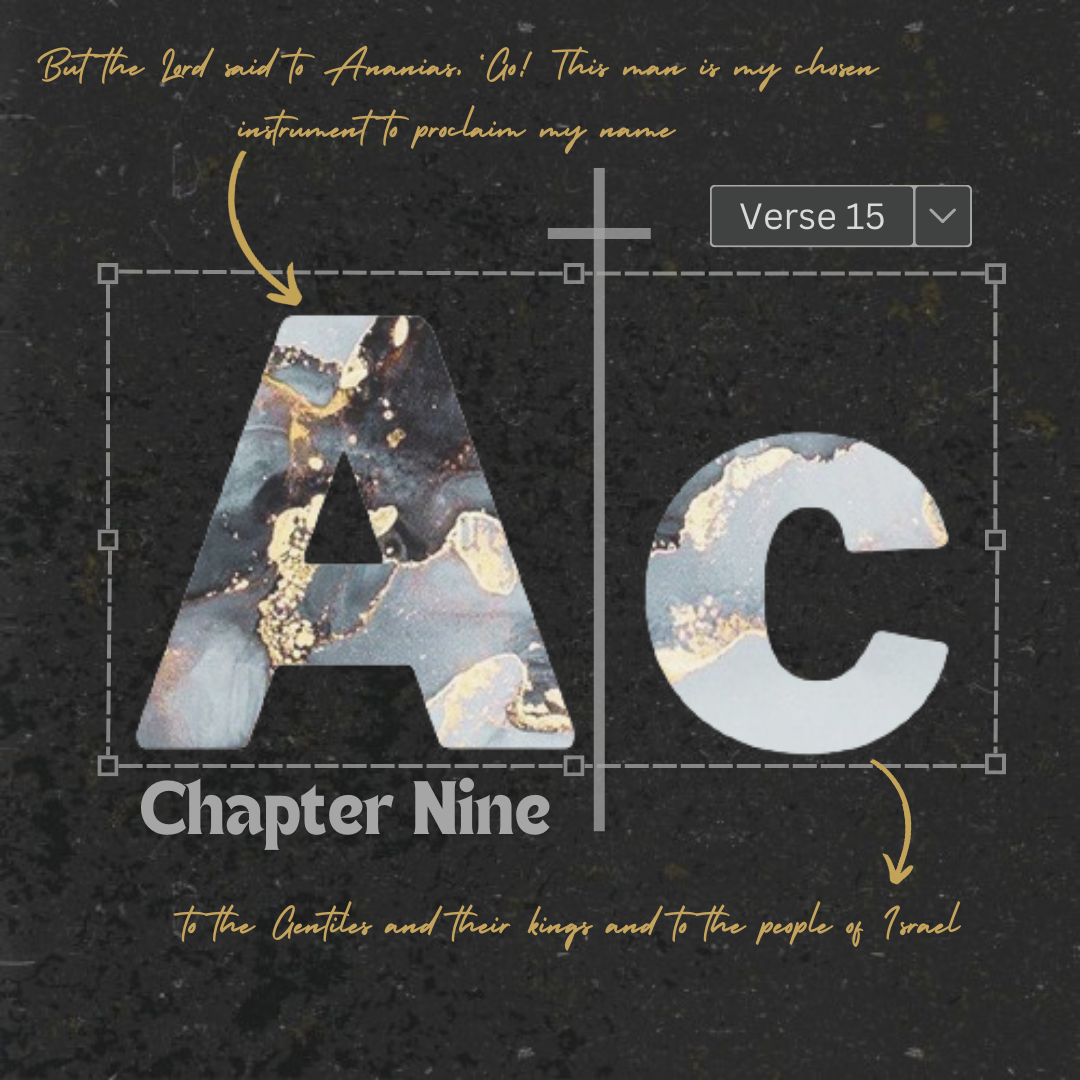 But the Lord said to Ananias, 'Go! This man is my chosen
instrument to proclaim my name
Verse 15
Ac
Chapter Nine
to the Gentiles and their kings and to the people of Israel